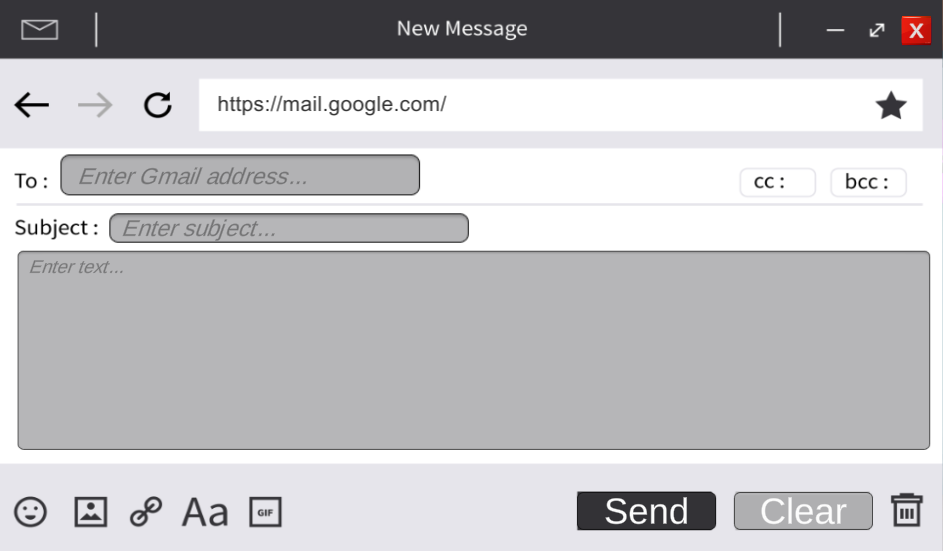 New Message
X
https://mail.google.com/
To : Enter Gmail address... cc : bcc :
Subject : Enter subject...
Enter text...
Aa GIF Send Clear